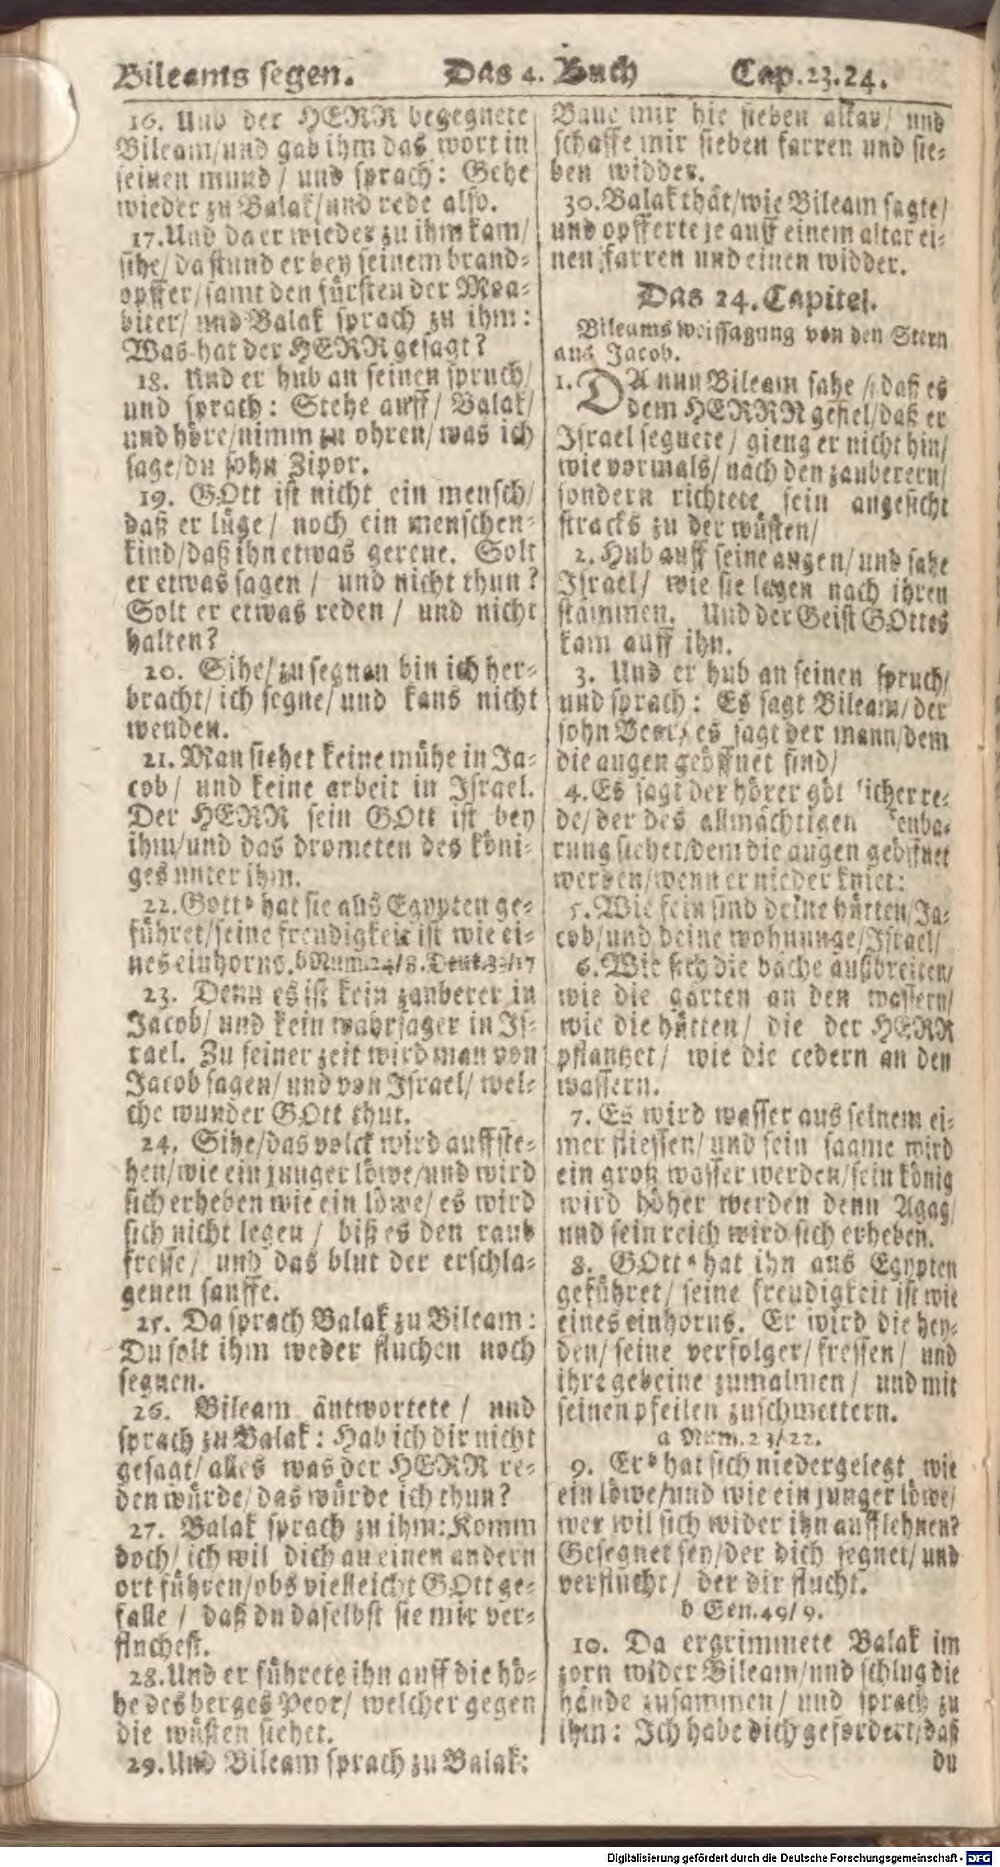 Bileams segen. Das 4. Buch Cap.23.24.
16. Und der HERR begegnete
Bileam/und gab ihm das wort in
seinen mund / und sprach: Gehe
wieder zu Balak/und rede also.
17.Und da er wieder zu ihm kam/
sihe/da stund er bey seinem brand-
opffer/samt den fürsten der Moa-
biter/ und Balak sprach zu ihm:
Was hat der HERR gesagt?
18. Und er hub an seinen spruch/
und sprach: Stehe auff/ Balak/
und höre/nimm zu ohren/ was ich
sage/du sohn Zipor.
19. GOtt ist nicht ein mensch/
daß er lüge/ noch ein menschen-
kind/daß ihn etwas gereue. Solt
er etwas sagen / und nicht thun?
Solt er etwas reden / und nicht
halten?
20. Sihe/zu segnan bin ich her-
bracht/ich segne/und kans nicht
wenden.
21. Man siehet keine mühe in Ja-
cob/ und keine arbeit in Israel.
Der HERR sein GOtt ist bey
ihm/und das drometen des köni-
ges unter ihm.
22.Gott b hat sie aus Egypten ge-
führet/seine freudigkeit ist wie ei-
nes einhorns. b Num.24/8. Deut.33/17
23. Denn es ist kein zauberer in
Jacob/ und kein wahrsager in Is-
rael. Zu seiner zeit wird man von
Jacob sagen/ und von Israel/ wel-
che wunder GOtt thut.
24. Sihe/das volck wird auffste-
hen/wie ein junger löwe/und wird
sich erheben wie ein löwe/ es wird
sich nicht legen / biß es den raub
fresse/ und das blut der erschla-
genen sauffe.
25. Da sprach Balak zu Bileam:
Du solt ihm weder fluchen noch
segnen.
26. Bileam antwortete / und
sprach zu Balak: Hab ich dir nicht
gesagt/ alles was der HERR re-
den würde/das würde ich thun?
27. Balak sprach zu ihm:Komm
doch/ ich wil dich an einen andern
ort führen/obs vielleicht GOtt ge-
falle / daß du daselbst sie mir ver-
fluchest.
28.Und er führete ihn auff die hö-
he des berges Peor/ welcher gegen
die wüsten siehet.
29.Und Bileam sprach zu Balak:
Baue mir hie sieben altar/ und
schaffe mir sieben farren und sie-
ben widder.
30.Balak thät/wie Bileam sagte/
und opfferte je auff einem altar ei-
nen farren und einen widder.
Das 24. Capitel.
Bileams weissagung von den Stern
aus Jacob.
1. DA nun Bileam sahe / daß es
dem HERRN gefiel/daß er
Israel segnete/ gieng er nicht hin/
wie vormals/ nach den zauberern/
sondern richtete sein angesicht
stracks zu der wüsten/
2. Hub auff seine augen/ und sahe
Israel/ wie sie lagen nach ihren
stämmen. Und der Geist GOttes
kam auff ihn.
3. Und er hub an seinen spruch/
und sprach: Es sagt Bileam/der
sohn Beor/ es sagt der mann/dem
die augen geöffnet sind/
4. Es sagt der hörer göt licher re-
de/ der des allmächtigen enba-
rung siehet/dem die augen geöffnet
werden/wenn er nieder kniet:
5. Wie fein sind deine hütten/Ja-
cob/und deine wohnunge/Israel/
6. Wie sich die bäche außbreiten/
wie die gärten an den wassern/
wie die hütten/ die der HERR
pflantzet/ wie die cedern an den
wassern.
7. Es wird wasser aus seinem ei-
mer fliessen/ und sein saame wird
ein groß wasser werden/sein könig
wird höher werden denn Agag/
und sein reich wird sich erheben.
8. GOtt a hat ihn aus Egypten
geführet/ seine freudigkeit ist wie
eines einhorns. Er wird die hey-
den/ seine verfolger/ fressen/ und
ihre gebeine zumalmen/ und mit
seinen pfeilen zuschmettern.
a Num.23/22.
9. Er b hat sich niedergelegt wie
ein löwe/und wie ein junger löwe/
wer wil sich wider ihn aufflehnen?
Gesegnet sey/der dich segnet/ und
verflucht/ der dir flucht.
b Gen.49/9.
10. Da ergrimmete Balak im
zorn wider Bileam/und schlug die
hände zusammen/ und sprach zu
ihm: Ich habe dich gefordert/daß
du
Digitalisierung gefördert durch die Deutsche Forschungsgemeinschaft - DFG